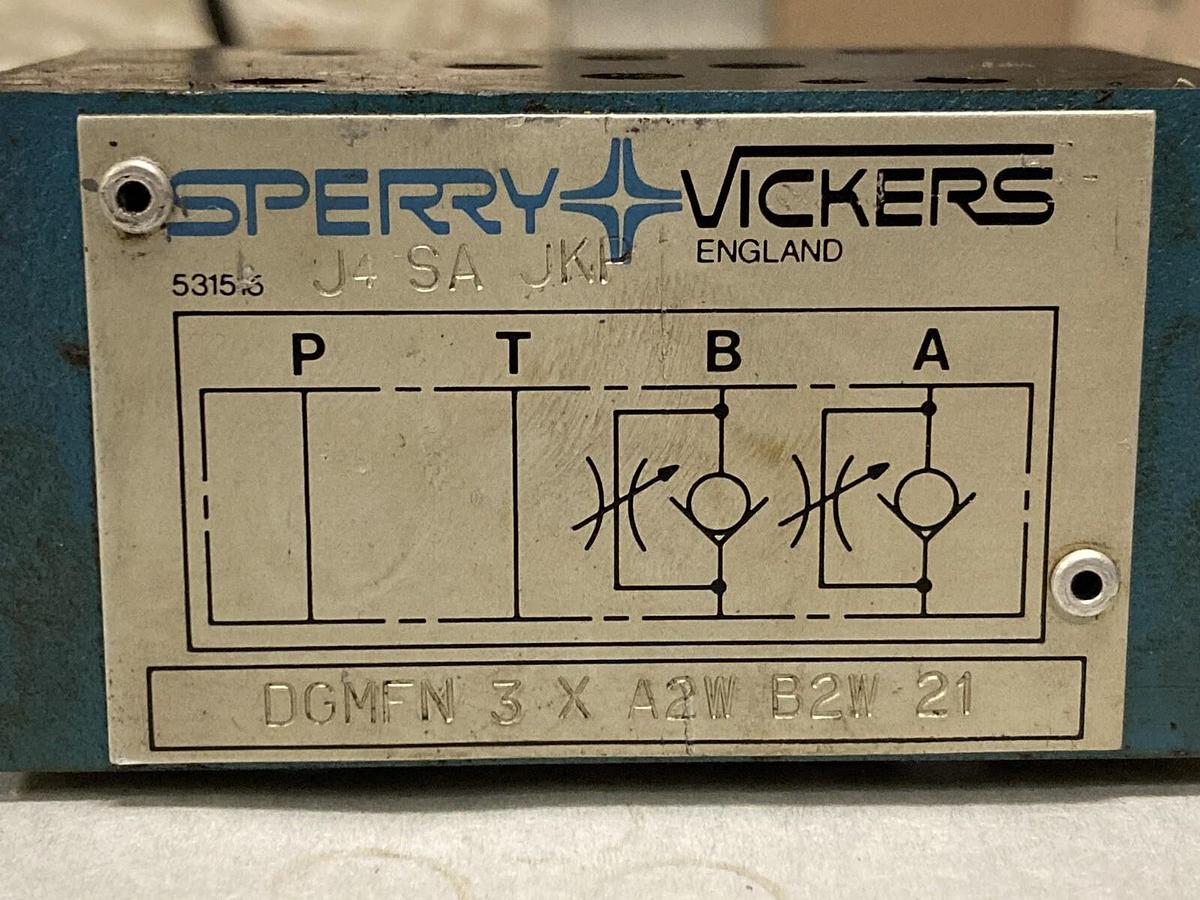 SPERRY VICKERS
ENGLAND
J4 SA JKP
P T B A
DGMFN 3 X A2W B2W 21